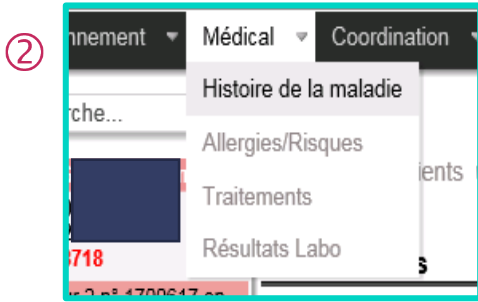 ②
nnement Médical Coordination
Histoire de la maladie
rche...
Allergies/Risques
ients
Traitements
3718
Résultats Labo
s